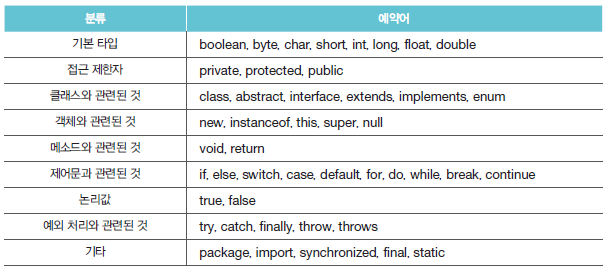 분류 예약어
기본 타입 boolean, byte, char, short, int, long, float, double
접근 제한자 private, protected, public
클래스와 관련된 것 class, abstract, interface, extends, implements, enum
객체와 관련된 것 new, instanceof, this, super, null
메소드와 관련된 것 void, return
제어문과 관련된 것 if, else, switch, case, default, for, do, while, break, continue
논리값 true, false
예외 처리와 관련된 것 try, catch, finally, throw, throws
기타 package, import, synchronized, final, static